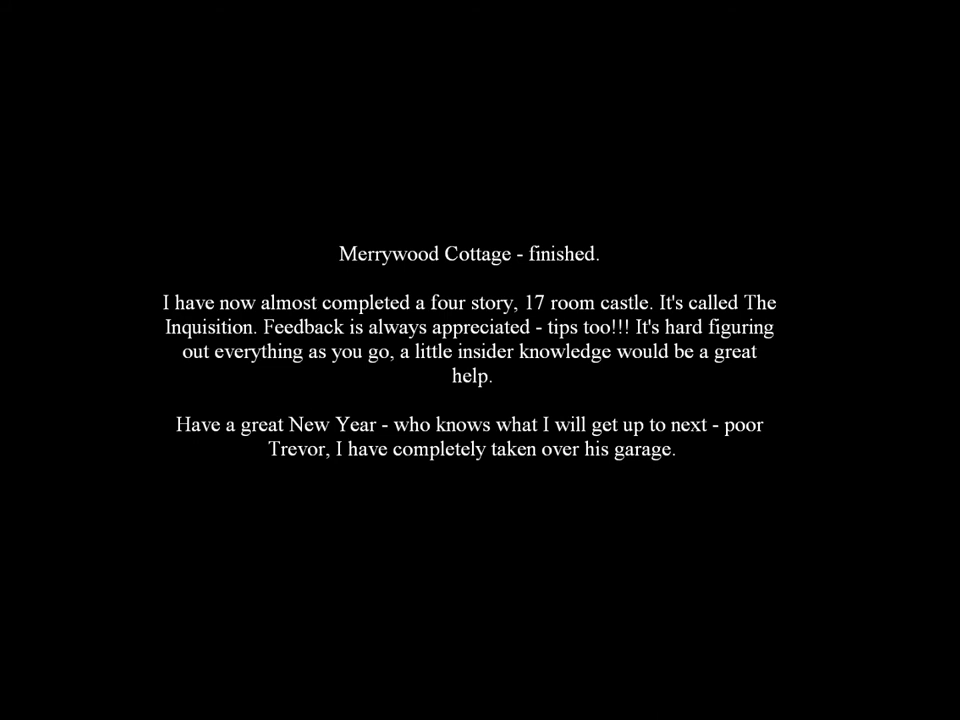 Merrywood Cottage - finished.
I have now almost completed a four story, 17 room castle. It's called The
Inquisition. Feedback is always appreciated - tips too!!! It's hard figuring
out everything as you go, a little insider knowledge would be a great
help.
Have a great New Year - who knows what I will get up to next - poor
Trevor, I have completely taken over his garage.